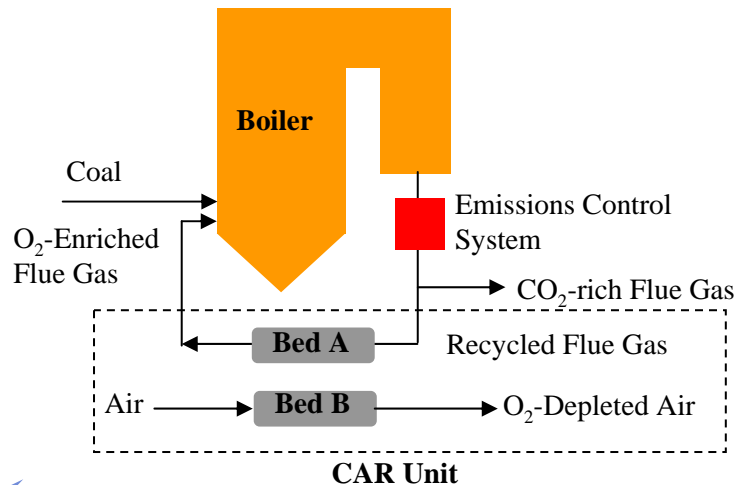 Boiler
Coal
O₂-Enriched
Flue Gas
Emissions Control
System
CO₂-rich Flue Gas
Bed A
Recycled Flue Gas
Air
Bed B
O₂-Depleted Air
CAR Unit